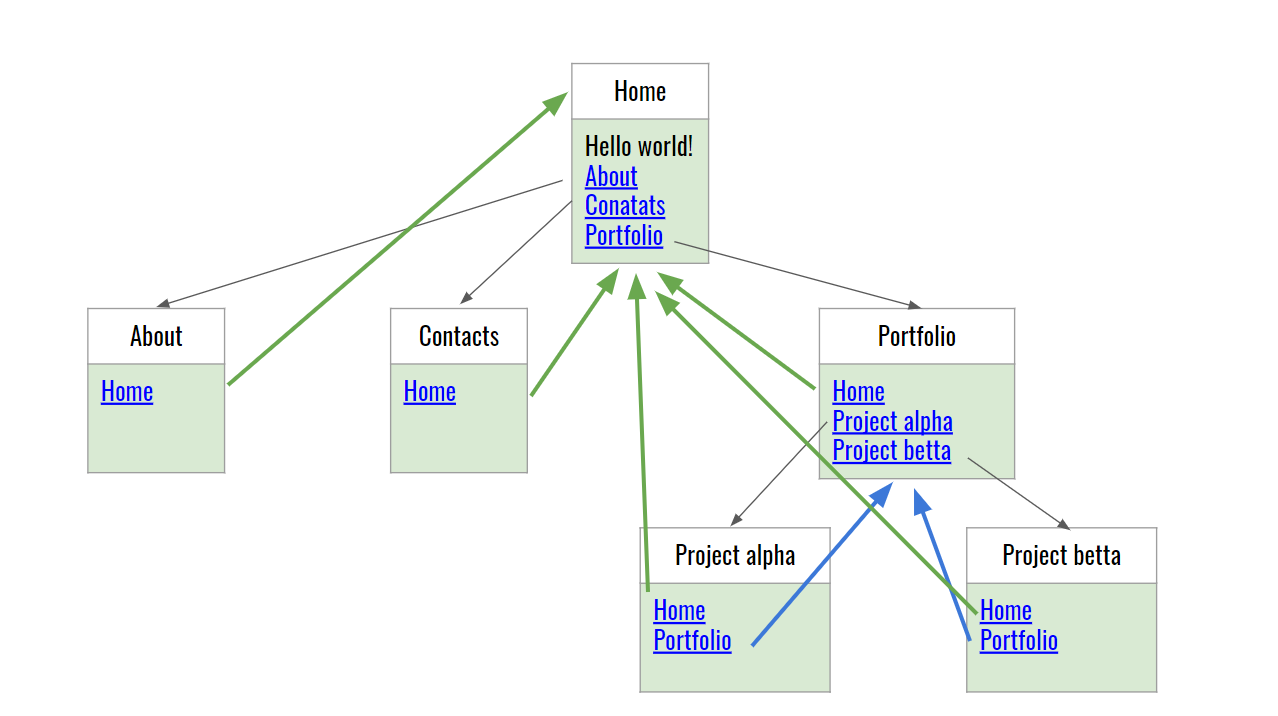 Home
Hello world!
About
Conatats
Portfolio
About
Home
Contacts
Home
Portfolio
Home
Project alpha
Project betta
Project alpha
Home
Portfolio
Project betta
Home
Portfolio